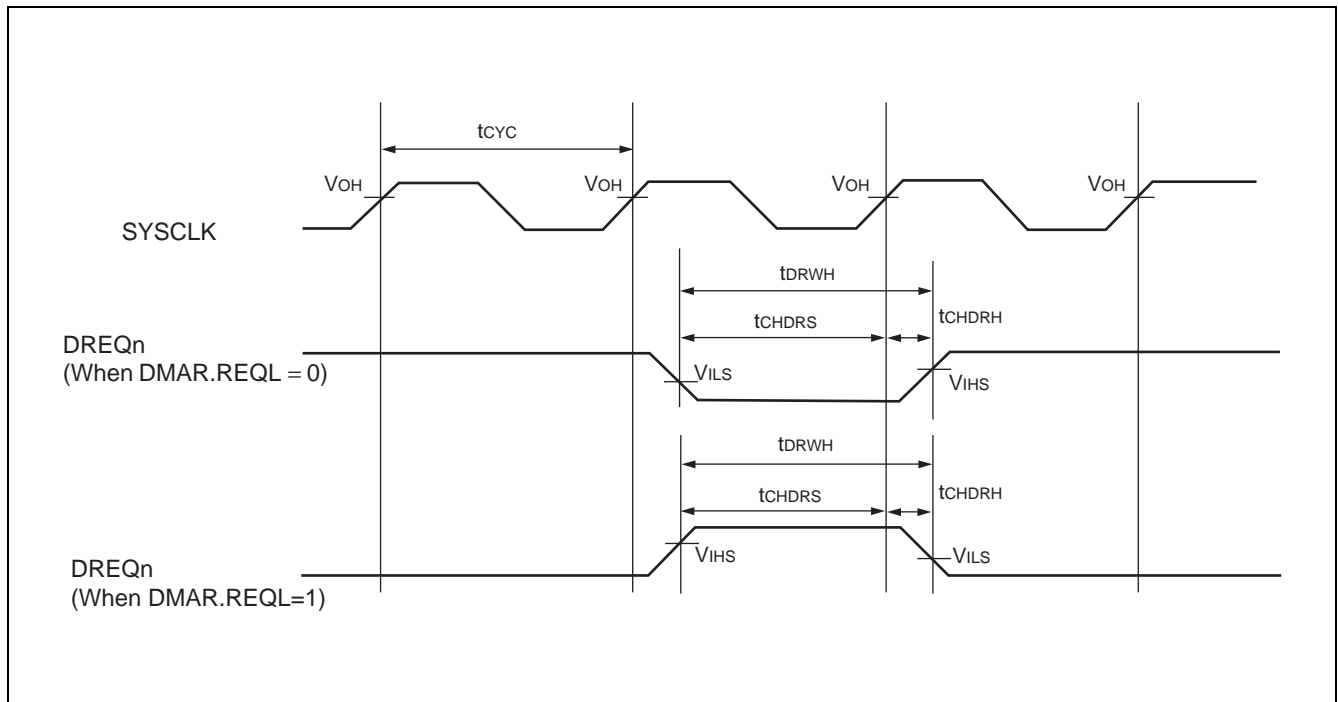 tCYC
VOH VOH VOH VOH
SYSCLK
tDRWH
tCHDRS tCHDRH
DREQn
(When DMAR.REQL = 0)
VILS VIHS
tDRWH
tCHDRS tCHDRH
VIHS VILS
DREQn
(When DMAR.REQL=1)